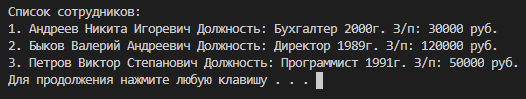 Список сотрудников:
1. Андреев Никита Игоревич Должность: Бухгалтер 2000г. З/п: 30000 руб.
2. Быков Валерий Андреевич Должность: Директор 1989г. З/п: 120000 руб.
3. Петров Виктор Степанович Должность: Программист 1991г. З/п: 50000 руб.
Для продолжения нажмите любую клавишу . . .